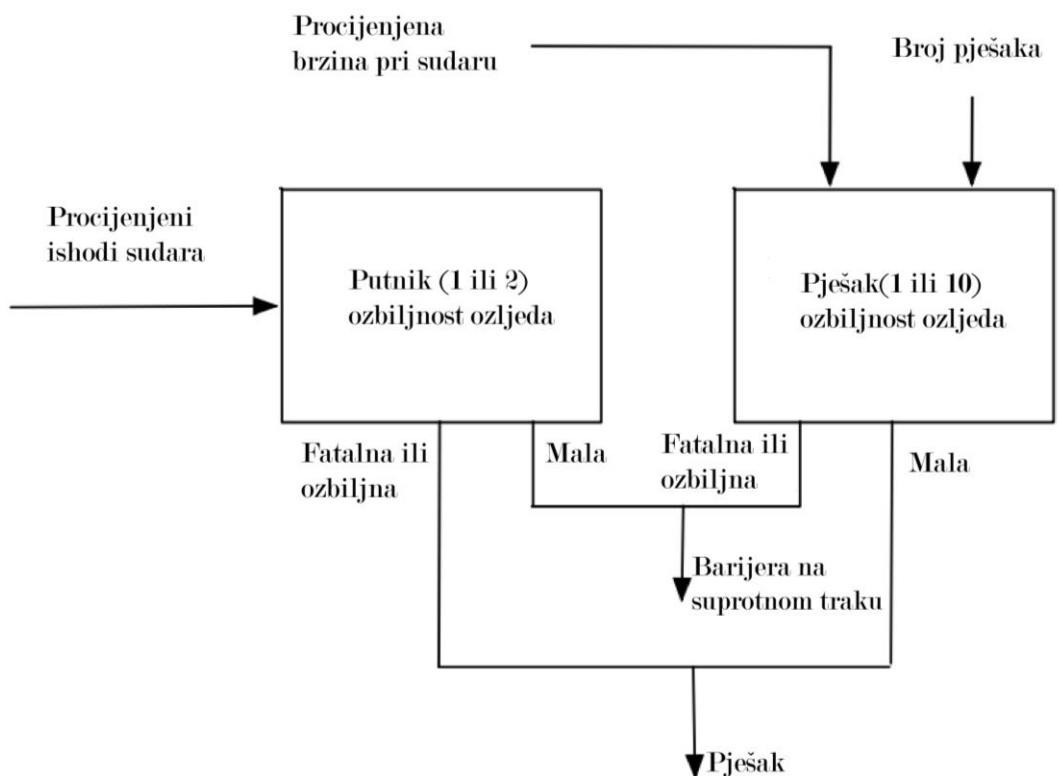 Procijenjena
brzina pri sudaru
Broj pješaka
Procijenjeni
ishodi sudara
Putnik (1 ili 2)
ozbiljnost ozljeda
Pješak(1 ili 10)
ozbiljnost ozljeda
Fatalna ili
ozbiljna
Mala
Fatalna ili
ozbiljna
Mala
Barijera na
suprotnom traku
Pješak